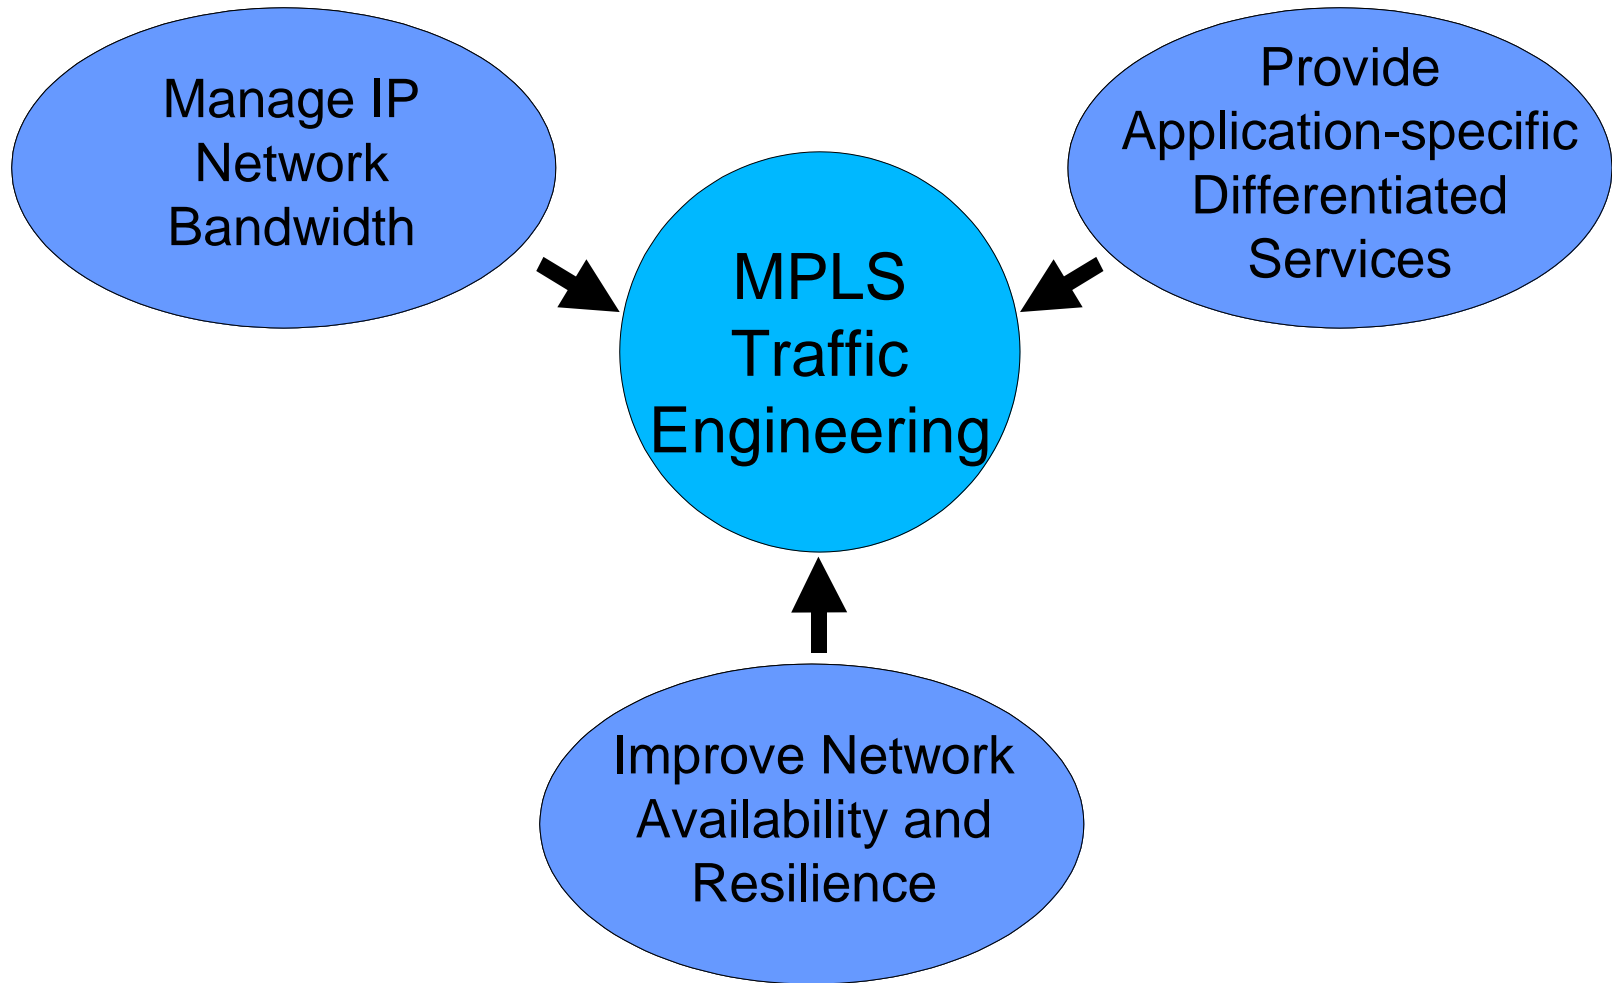 Manage IP
Network
Bandwidth
Provide
Application-specific
Differentiated
Services
MPLS
Traffic
Engineering
Improve Network
Availability and
Resilience